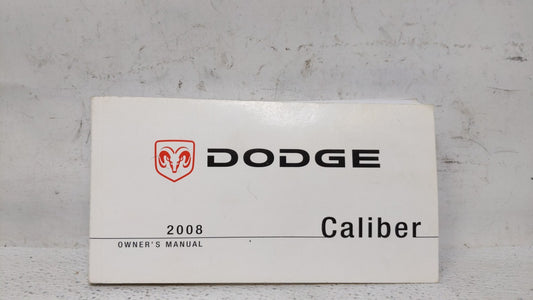 DODGE
2008
Caliber
OWNER'S MANUAL